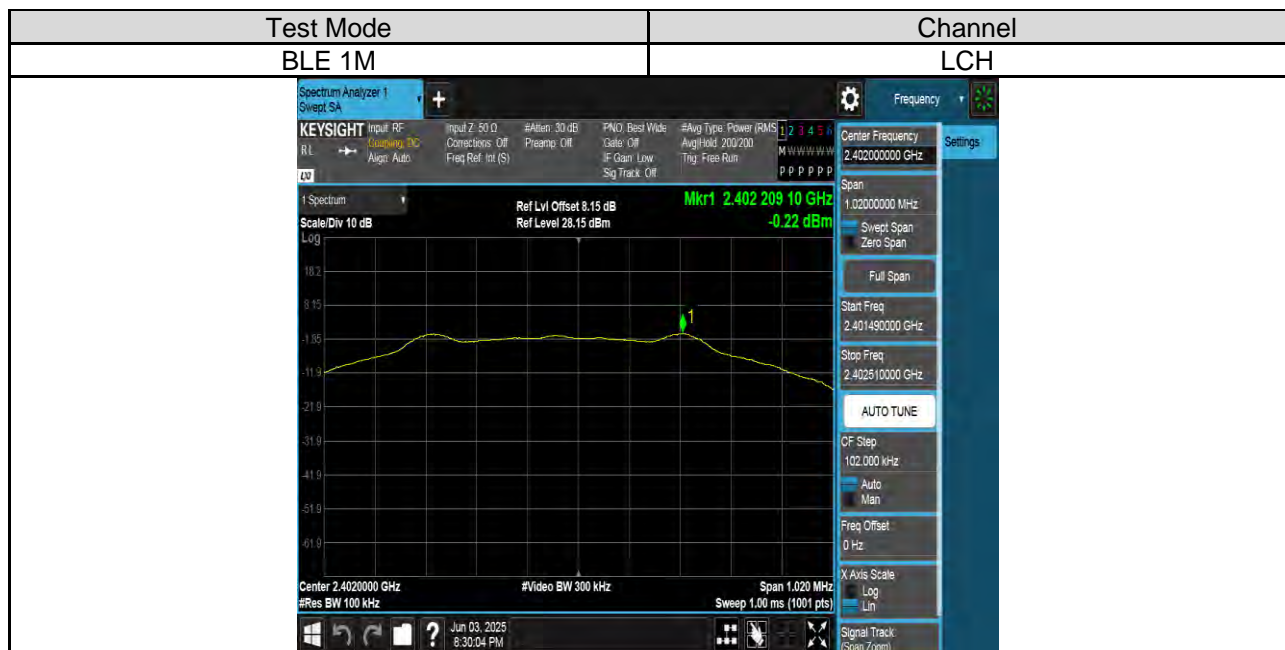 Test Mode
Channel
BLE 1M
LCH
Spectrum Analyzer 1
Swept SA
+
Frequency
KEYSIGHT
RL
Input: RF
Coupling: DC
Align: Auto
Input Z: 50 Ω
Corrections: Off
Freq Ref: Int (S)
#Atten: 30 dB
Preamp: Off
PNO: Best Wide
Gate: Off
IF Gain: Low
Sig Track: Off
#Avg Type: Power (RMS
Avg|Hold: 200/200
Trig: Free Run
1 2 3 4 5 6
M W W W W W
P P P P P P
Settings
1 Spectrum
Scale/Div 10 dB
Log
Ref Lvl Offset 8.15 dB
Ref Level 28.15 dBm
Mkr1 2.402 209 10 GHz
-0.22 dBm
18.2
8.15
-1.85
-11.9
-21.9
-31.9
-41.9
-51.9
-61.9
1
Center 2.4020000 GHz
#Res BW 100 kHz
#Video BW 300 kHz
Span 1.020 MHz
Sweep 1.00 ms (1001 pts)
Center Frequency
2.402000000 GHz
Span
1.02000000 MHz
Swept Span
Zero Span
Full Span
Start Freq
2.401490000 GHz
Stop Freq
2.402510000 GHz
AUTO TUNE
CF Step
102.000 kHz
Auto
Man
Freq Offset
0 Hz
X Axis Scale
Log
Lin
Signal Track
(Span Zoom)
?
Jun 03, 2025
8:30:04 PM